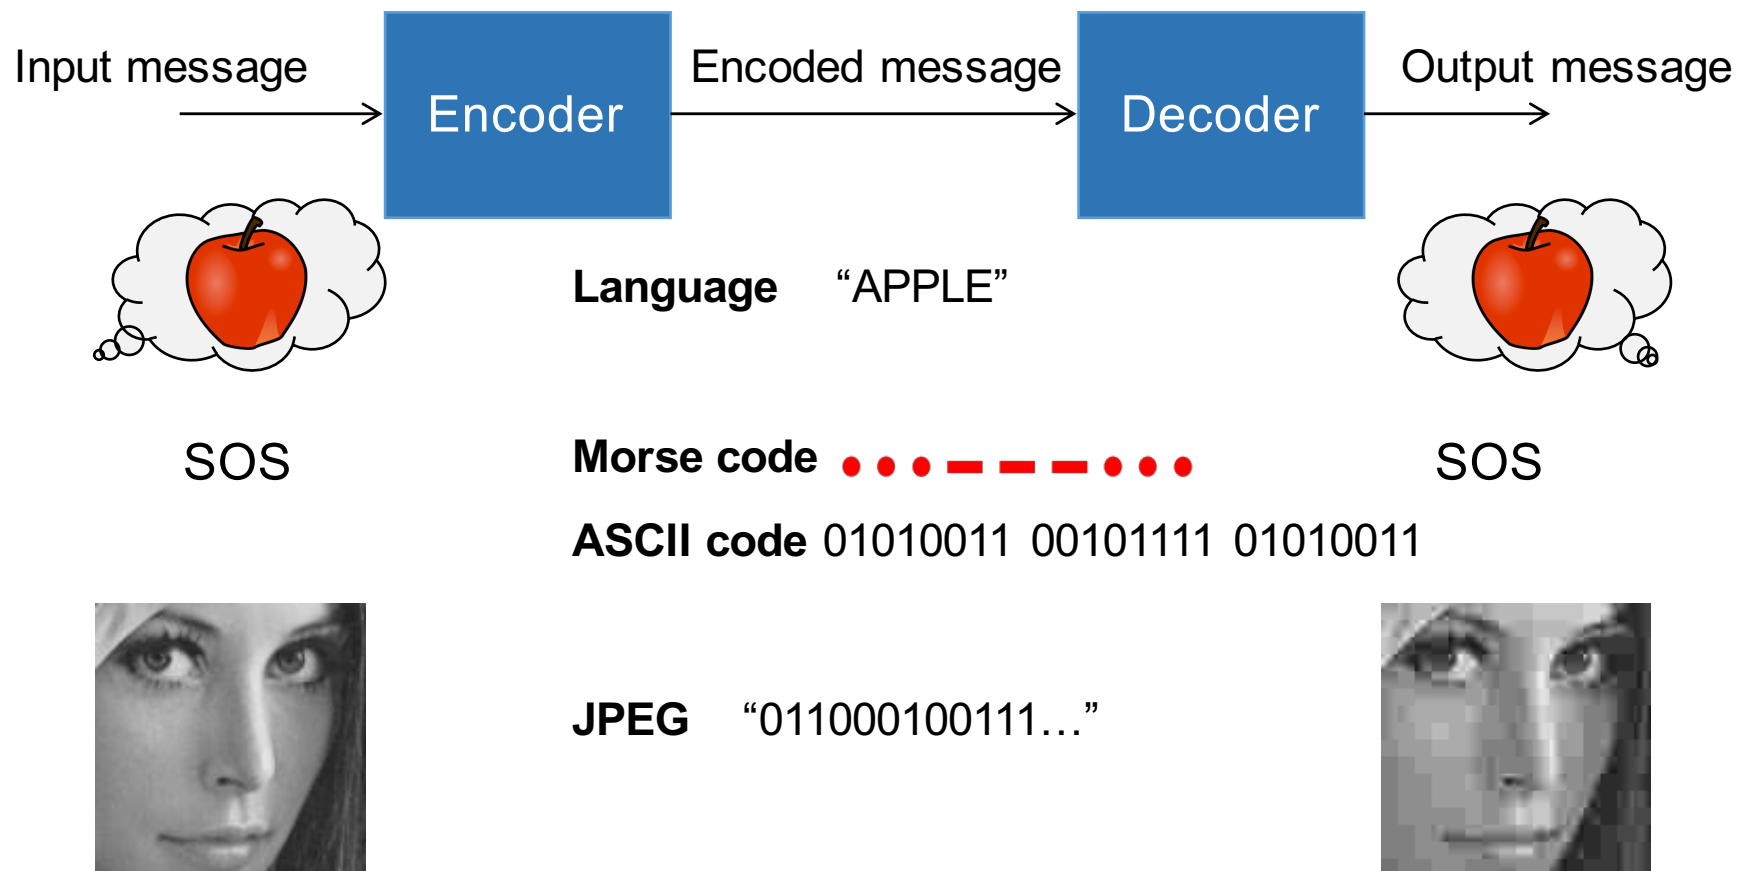 Input message
Encoder
Encoded message
Decoder
Output message
Language “APPLE”
SOS
Morse code
SOS
ASCII code 01010011 00101111 01010011
JPEG “011000100111…”